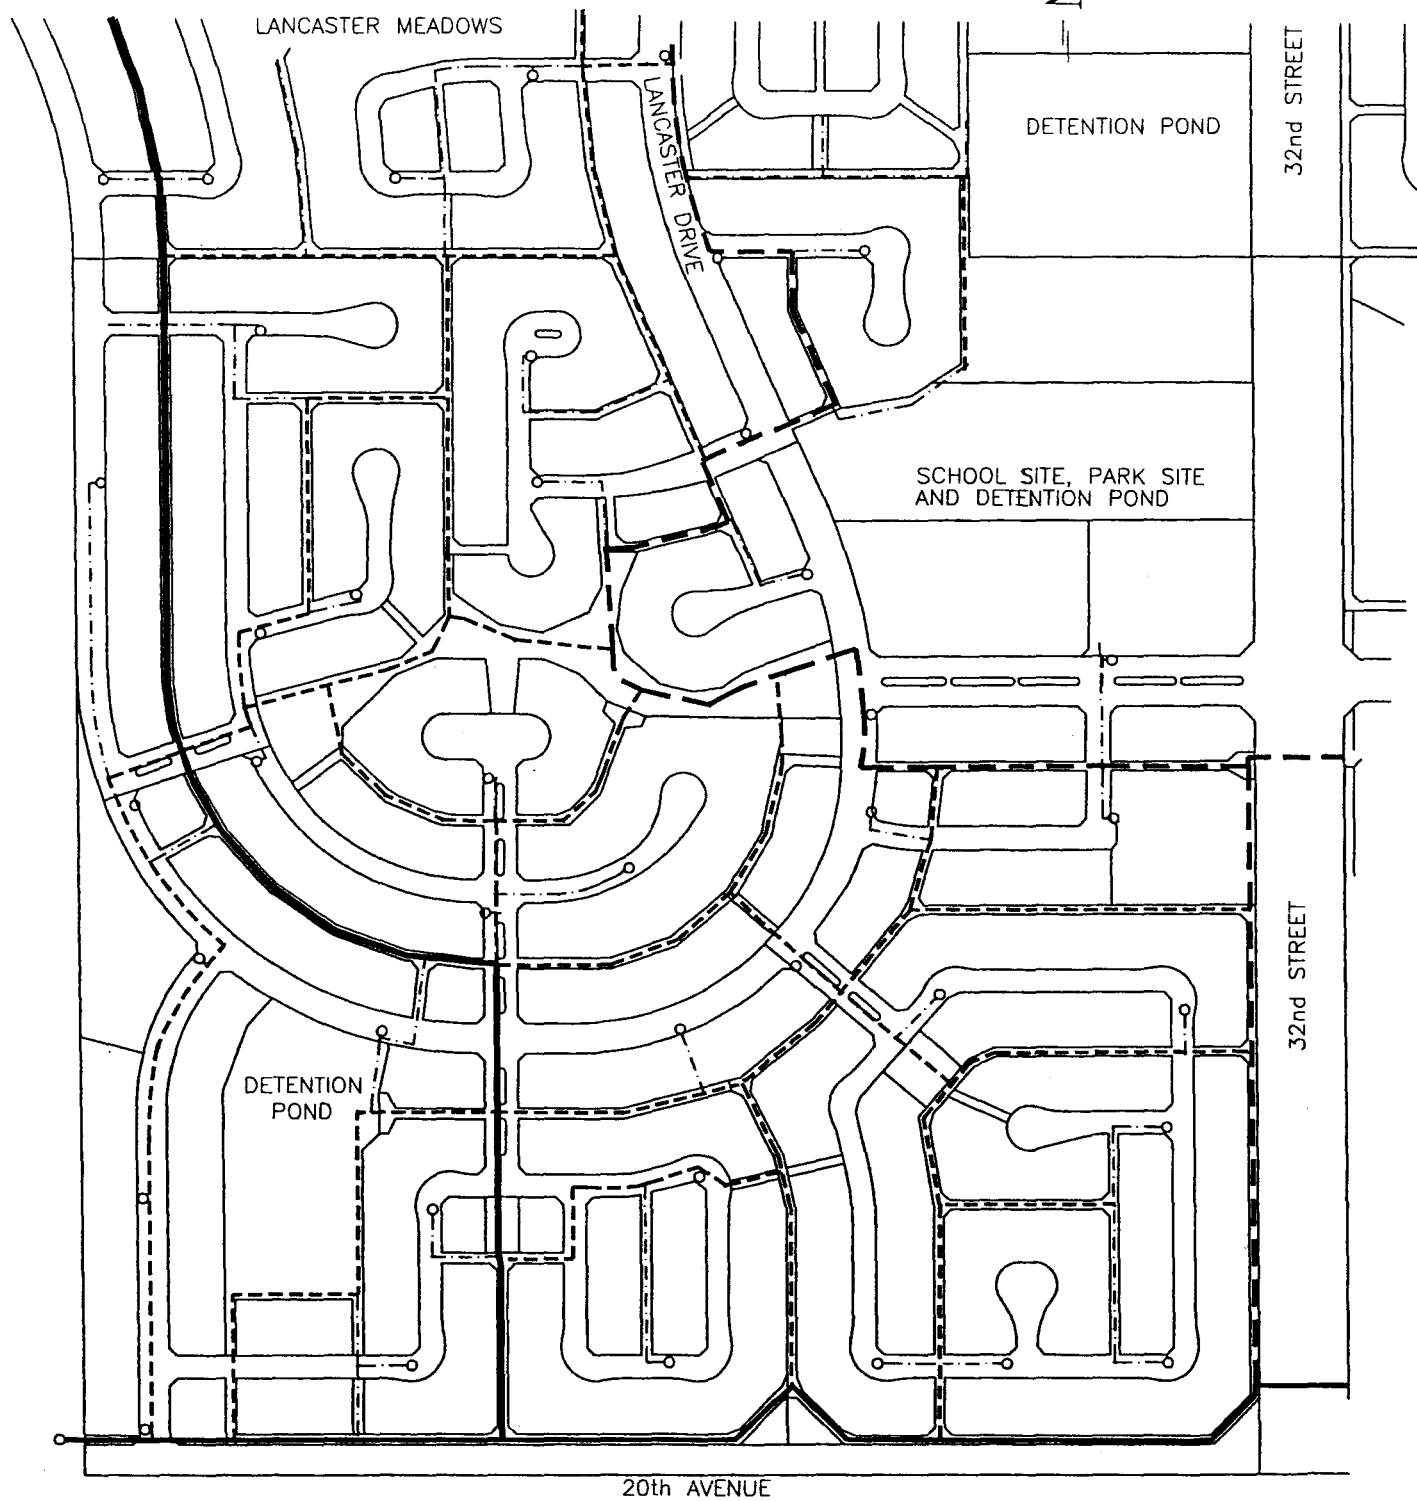 LANCASTER MEADOWS
32nd STREET
DETENTION POND
LANCASTER DRIVE
SCHOOL SITE, PARK SITE
AND DETENTION POND
32nd STREET
DETENTION
POND
20th AVENUE